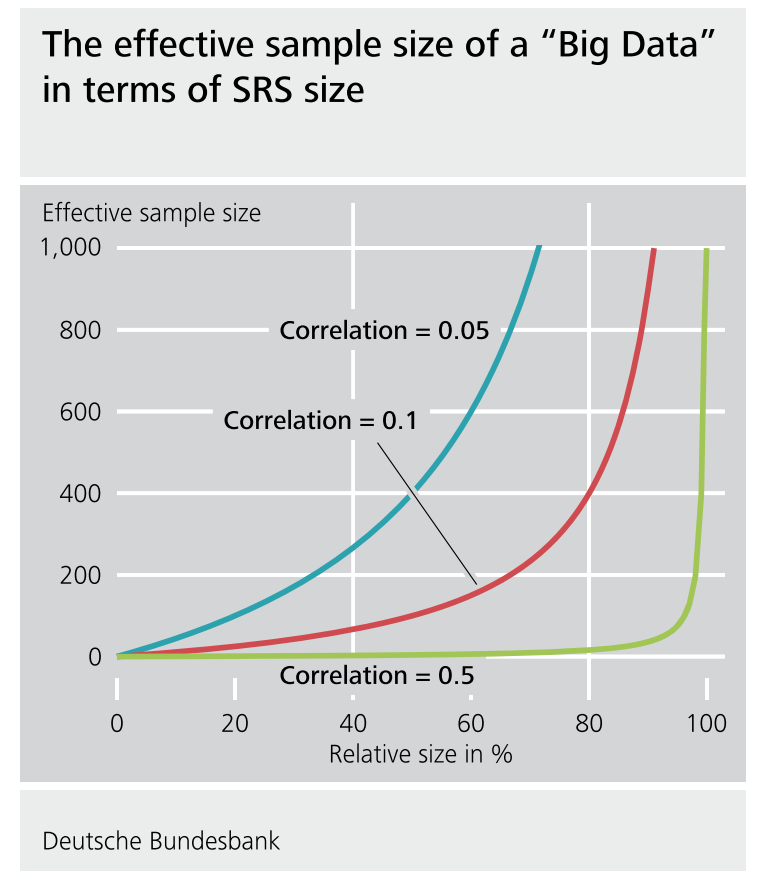 The effective sample size of a “Big Data”
in terms of SRS size
Effective sample size
1,000
800
Correlation = 0.05
600
Correlation = 0.1
400
200
0
Correlation = 0.5
0 20 40 60 80 100
Relative size in %
Deutsche Bundesbank